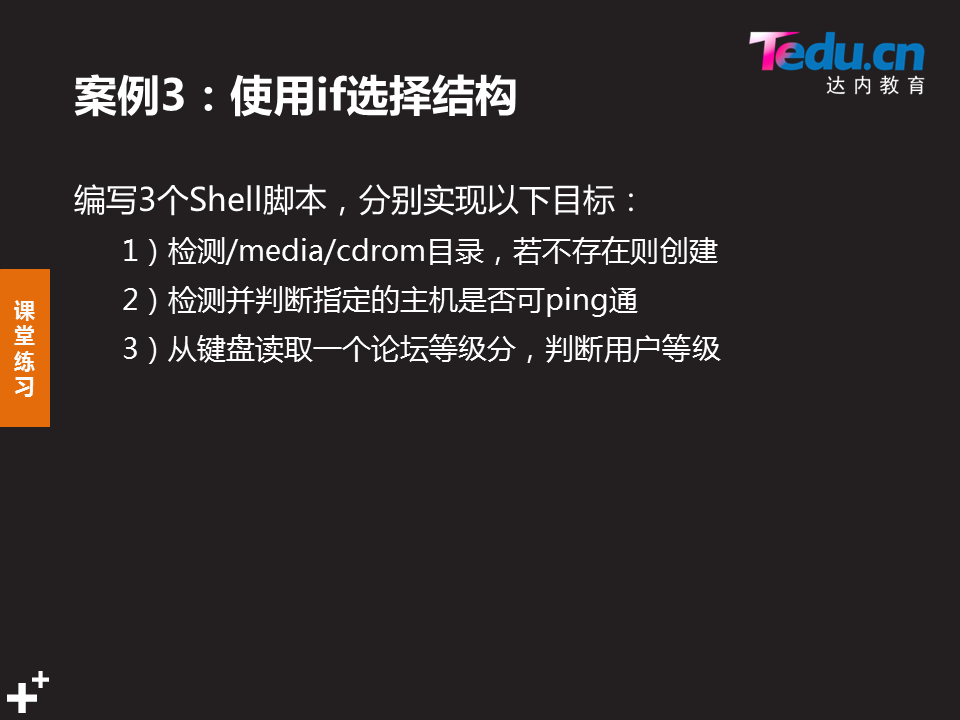 Tedu.cn
达内教育
案例3：使用if选择结构
编写3个Shell脚本，分别实现以下目标：
1）检测/media/cdrom目录，若不存在则创建
2）检测并判断指定的主机是否可ping通
3）从键盘读取一个论坛等级分，判断用户等级
课堂练习